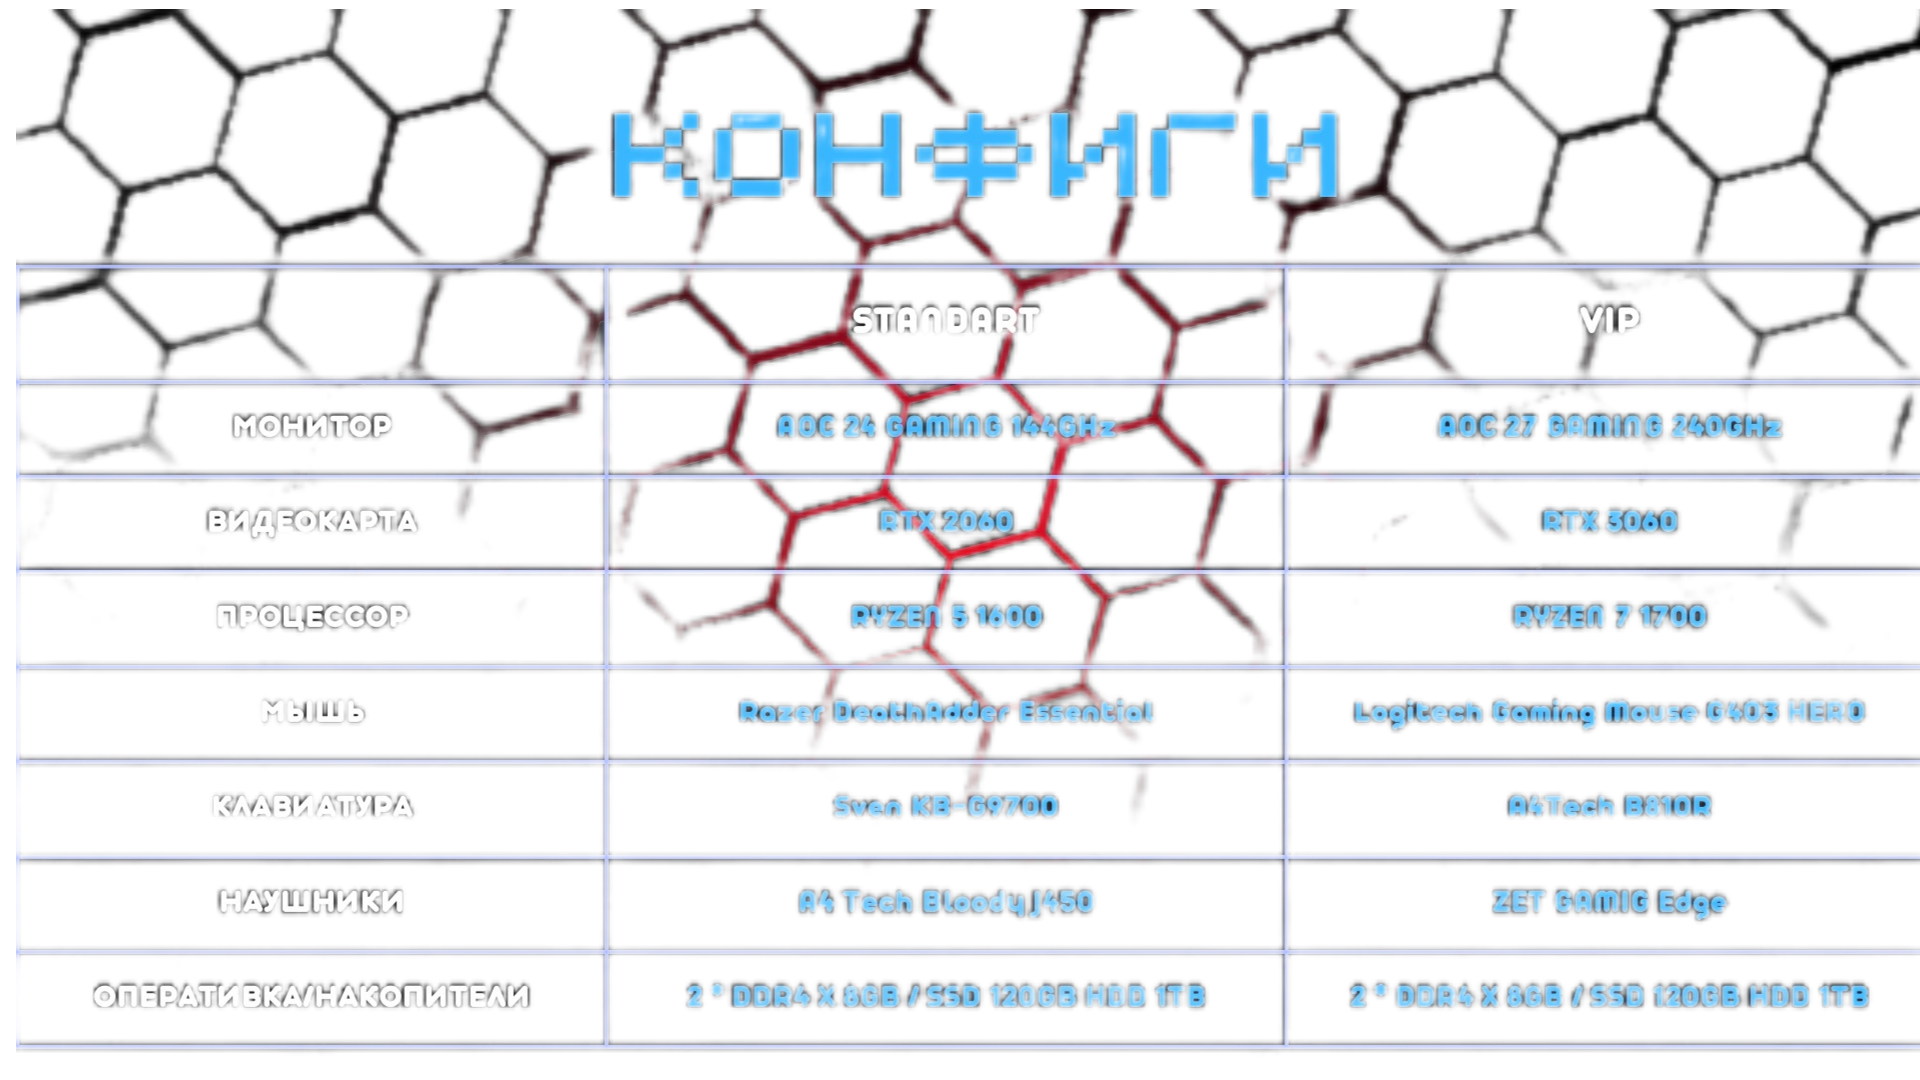 КОНФИГИ
STANDART VIP
МОНИТОР AOC 24 GAMING 144GHz AOC 27 GAMING 240GHz
ВИДЕОКАРТА RTX 2060 RTX 3060
ПРОЦЕССОР RYZEN 5 1600 RYZEN 7 1700
МЫШЬ Razer DeathAdder Essential Logitech Gaming Mouse G403 HERO
КЛАВИАТУРА Sven KB-G9700 A4Tech B810R
НАУШНИКИ A4 Tech Bloody J450 ZET GAMIG Edge
ОПЕРАТИВКА/НАКОПИТЕЛИ 2 * DDR4 X 8GB / SSD 120GB HDD 1TB 2 * DDR4 X 8GB / SSD 120GB HDD 1TB